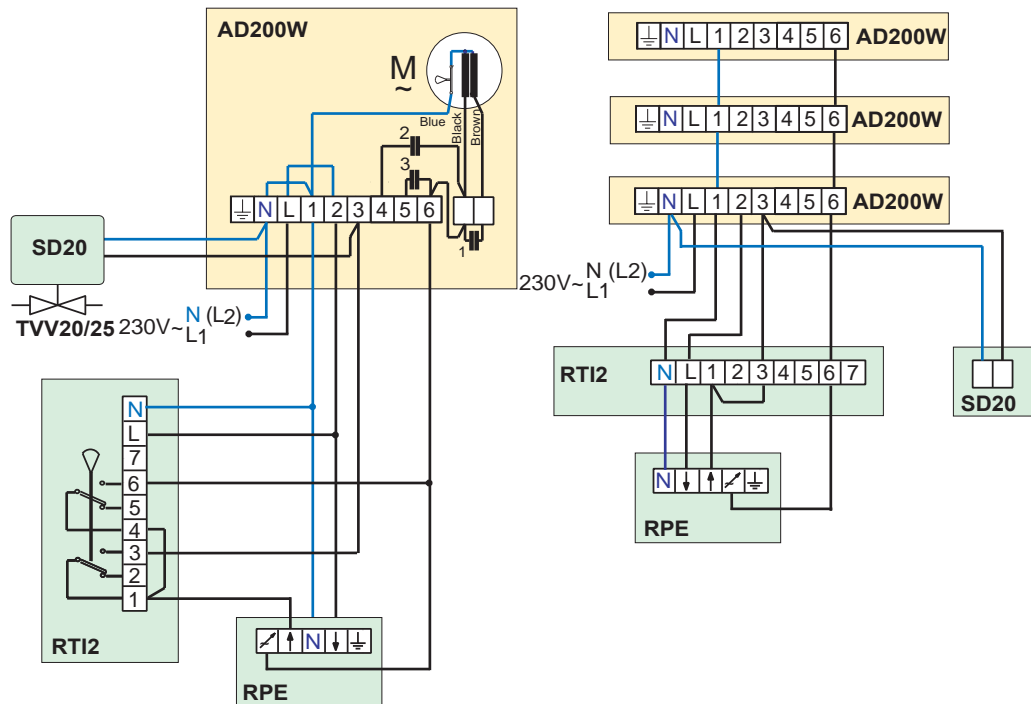 AD200W
M
~
Blue
Black
Brown
2
3
N L 1 2 3 4 5 6
1
SD20
TVV20/25
230V~ N (L2)
L1
N
L
7
6
5
4
3
2
1
RTI2
N
RPE
N L 1 2 3 4 5 6
AD200W
N L 1 2 3 4 5 6
AD200W
N L 1 2 3 4 5 6
AD200W
230V~ N (L2)
L1
RTI2
N L 1 2 3 4 5 6 7
SD20
N
RPE